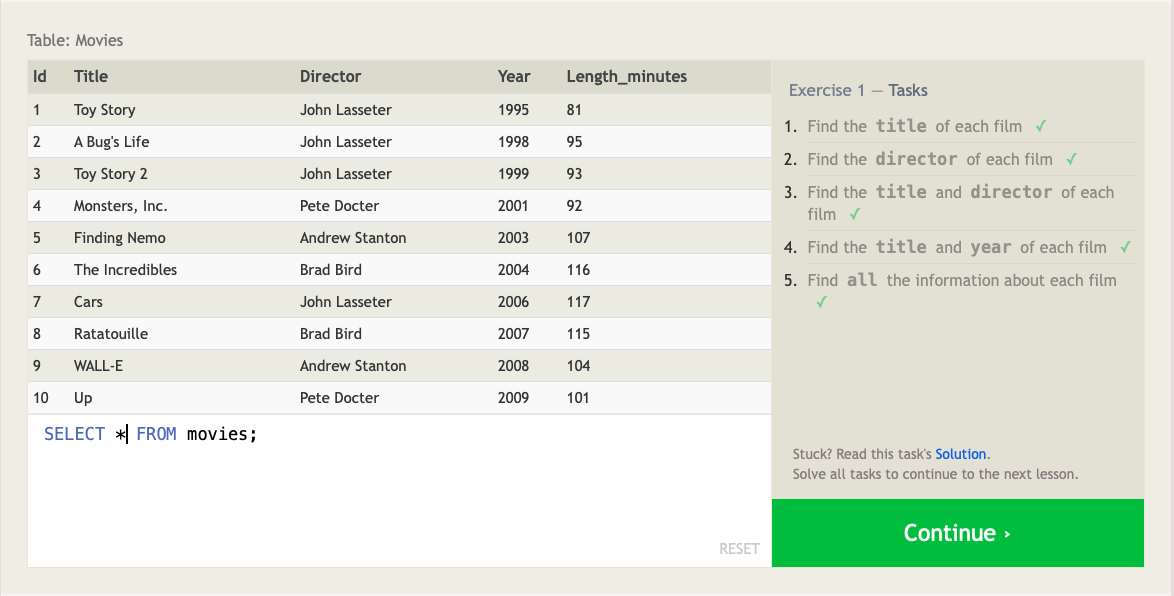 Table: Movies
Id Title Director Year Length_minutes
1 Toy Story John Lasseter 1995 81
2 A Bug's Life John Lasseter 1998 95
3 Toy Story 2 John Lasseter 1999 93
4 Monsters, Inc. Pete Docter 2001 92
5 Finding Nemo Andrew Stanton 2003 107
6 The Incredibles Brad Bird 2004 116
7 Cars John Lasseter 2006 117
8 Ratatouille Brad Bird 2007 115
9 WALL-E Andrew Stanton 2008 104
10 Up Pete Docter 2009 101
SELECT * FROM movies;
RESET
Exercise 1 — Tasks
1. Find the title of each film ✓
2. Find the director of each film ✓
3. Find the title and director of each
film ✓
4. Find the title and year of each film ✓
5. Find all the information about each film
✓
Stuck? Read this task's Solution.
Solve all tasks to continue to the next lesson.
Continue ›